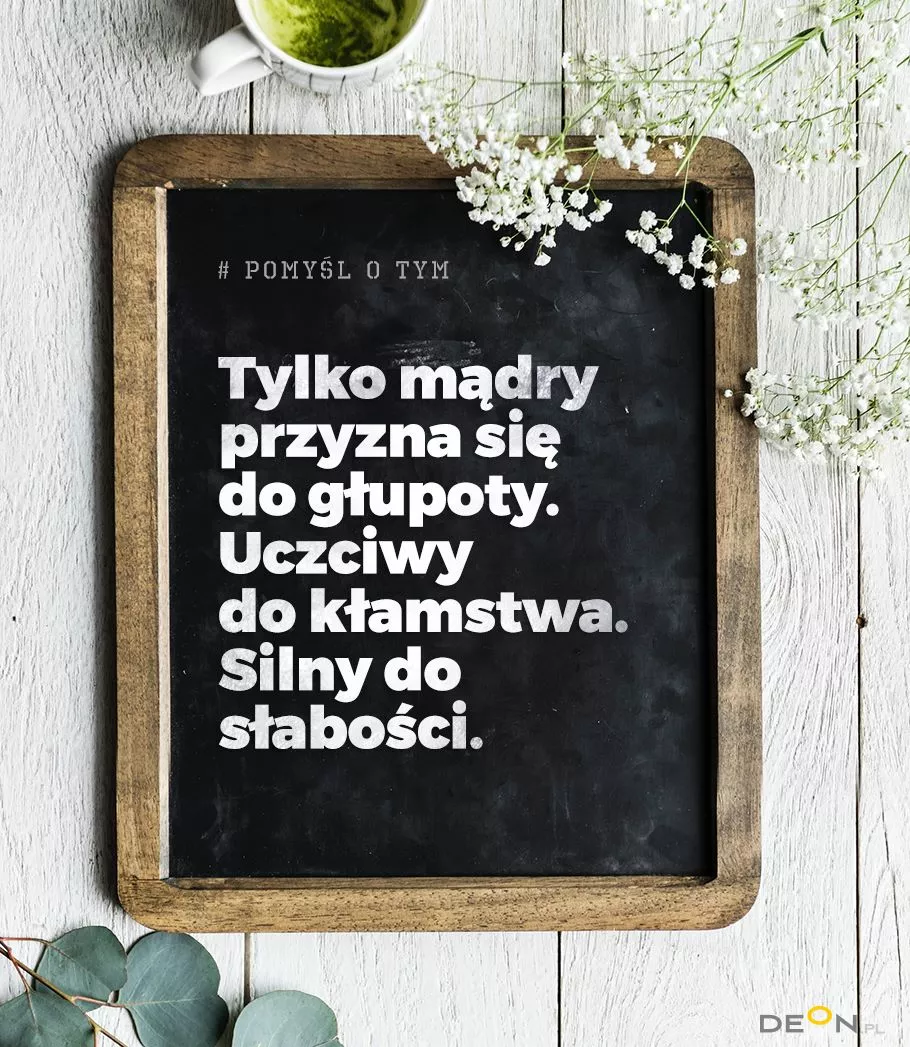 # POMYŚL O TYM
Tylko mądry
przyzna się
do głupoty.
Uczciwy
do kłamstwa.
Silny do
słabości.
DEON.PL